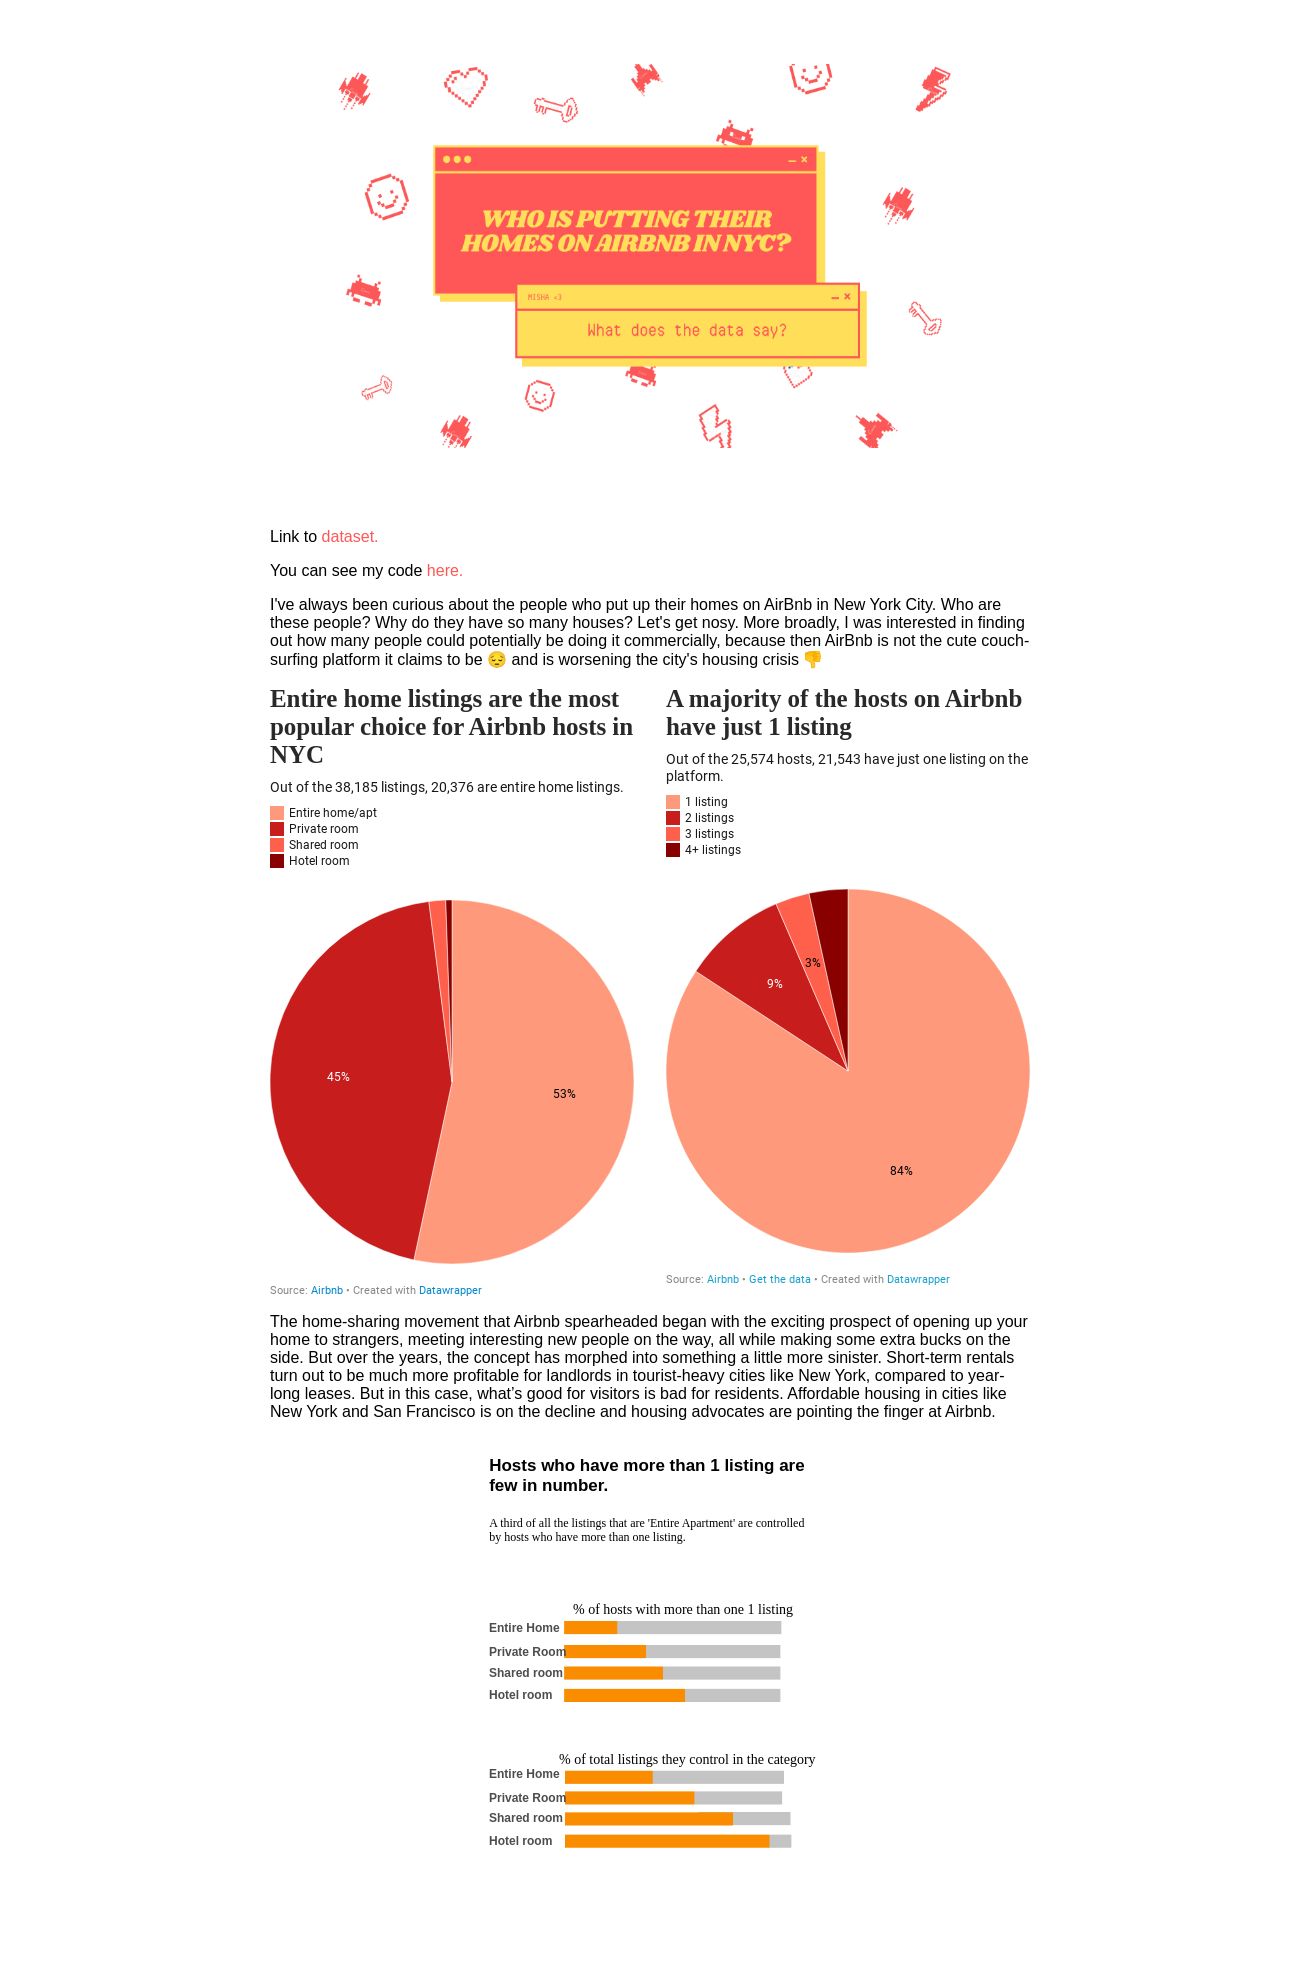 WHO IS PUTTING THEIR
HOMES ON AIRBNB IN NYC?
MISHA <3
What does the data say?
Link to dataset.
You can see my code here.
I've always been curious about the people who put up their homes on AirBnb in New York City. Who are
these people? Why do they have so many houses? Let's get nosy. More broadly, I was interested in finding
out how many people could potentially be doing it commercially, because then AirBnb is not the cute couch-
surfing platform it claims to be 😔 and is worsening the city's housing crisis 👎
Entire home listings are the most
popular choice for Airbnb hosts in
NYC
Out of the 38,185 listings, 20,376 are entire home listings.
Entire home/apt
Private room
Shared room
Hotel room
45%
53%
Source: Airbnb • Created with Datawrapper
A majority of the hosts on Airbnb
have just 1 listing
Out of the 25,574 hosts, 21,543 have just one listing on the
platform.
1 listing
2 listings
3 listings
4+ listings
3%
9%
84%
Source: Airbnb • Get the data • Created with Datawrapper
The home-sharing movement that Airbnb spearheaded began with the exciting prospect of opening up your
home to strangers, meeting interesting new people on the way, all while making some extra bucks on the
side. But over the years, the concept has morphed into something a little more sinister. Short-term rentals
turn out to be much more profitable for landlords in tourist-heavy cities like New York, compared to year-
long leases. But in this case, what’s good for visitors is bad for residents. Affordable housing in cities like
New York and San Francisco is on the decline and housing advocates are pointing the finger at Airbnb.
Hosts who have more than 1 listing are
few in number.
A third of all the listings that are 'Entire Apartment' are controlled
by hosts who have more than one listing.
% of hosts with more than one 1 listing
Entire Home
Private Room
Shared room
Hotel room
% of total listings they control in the category
Entire Home
Private Room
Shared room
Hotel room